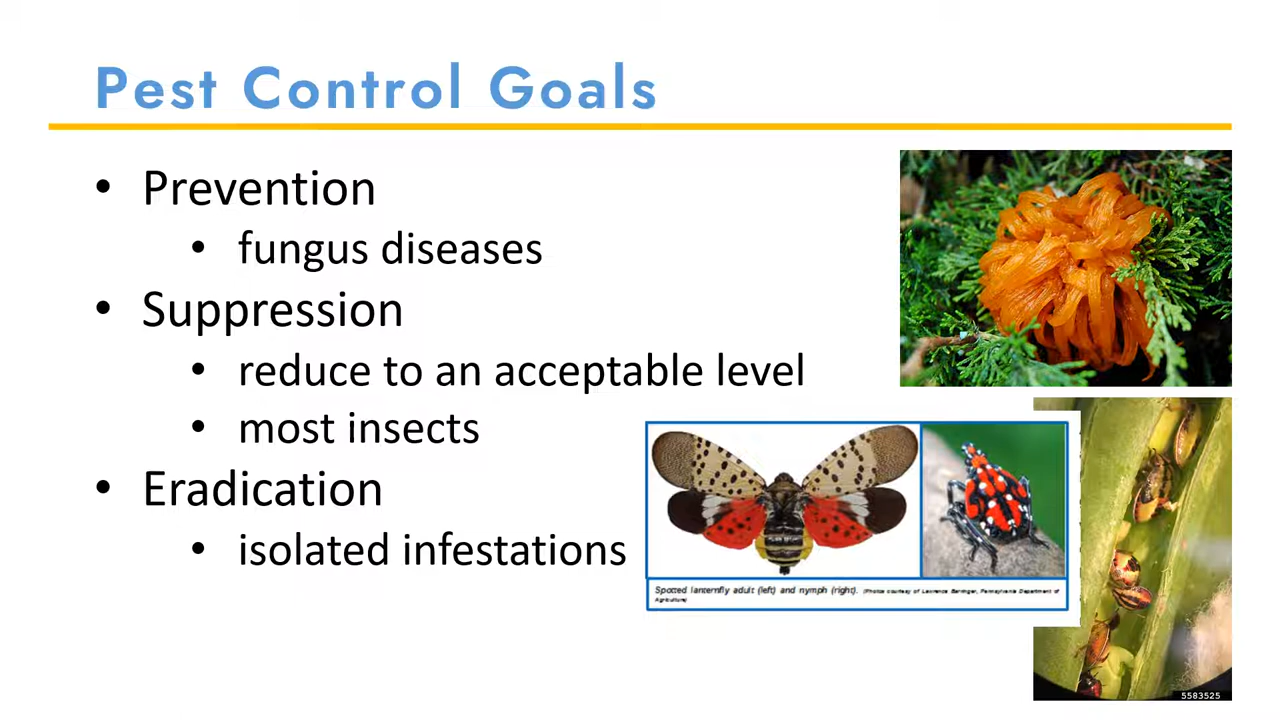 Pest Control Goals
• Prevention
• fungus diseases
• Suppression
• reduce to an acceptable level
• most insects
• Eradication
• isolated infestations
Spotted lanternfly adult (left) and nymph (right). (Photos courtesy of Lawrence Barringer, Pennsylvania Department of
Agriculture)
5583525